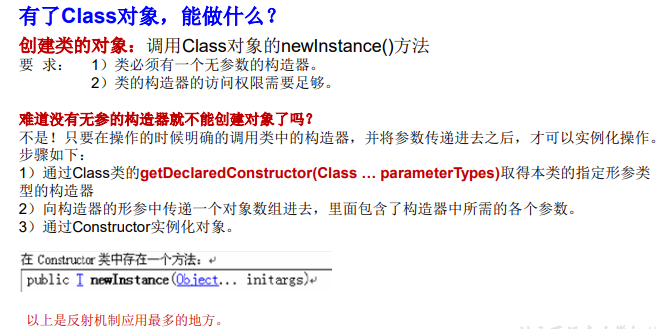 有了Class对象，能做什么？
创建类的对象：调用Class对象的newInstance()方法
要 求： 1）类必须有一个无参数的构造器。
2）类的构造器的访问权限需要足够。
难道没有无参的构造器就不能创建对象了吗？
不是！只要在操作的时候明确的调用类中的构造器，并将参数传递进去之后，才可以实例化操作。
步骤如下：
1）通过Class类的getDeclaredConstructor(Class … parameterTypes)取得本类的指定形参类
型的构造器
2）向构造器的形参中传递一个对象数组进去，里面包含了构造器中所需的各个参数。
3）通过Constructor实例化对象。
在 Constructor 类中存在一个方法：↵
public T newInstance(Object... initargs)↵
以上是反射机制应用最多的地方。